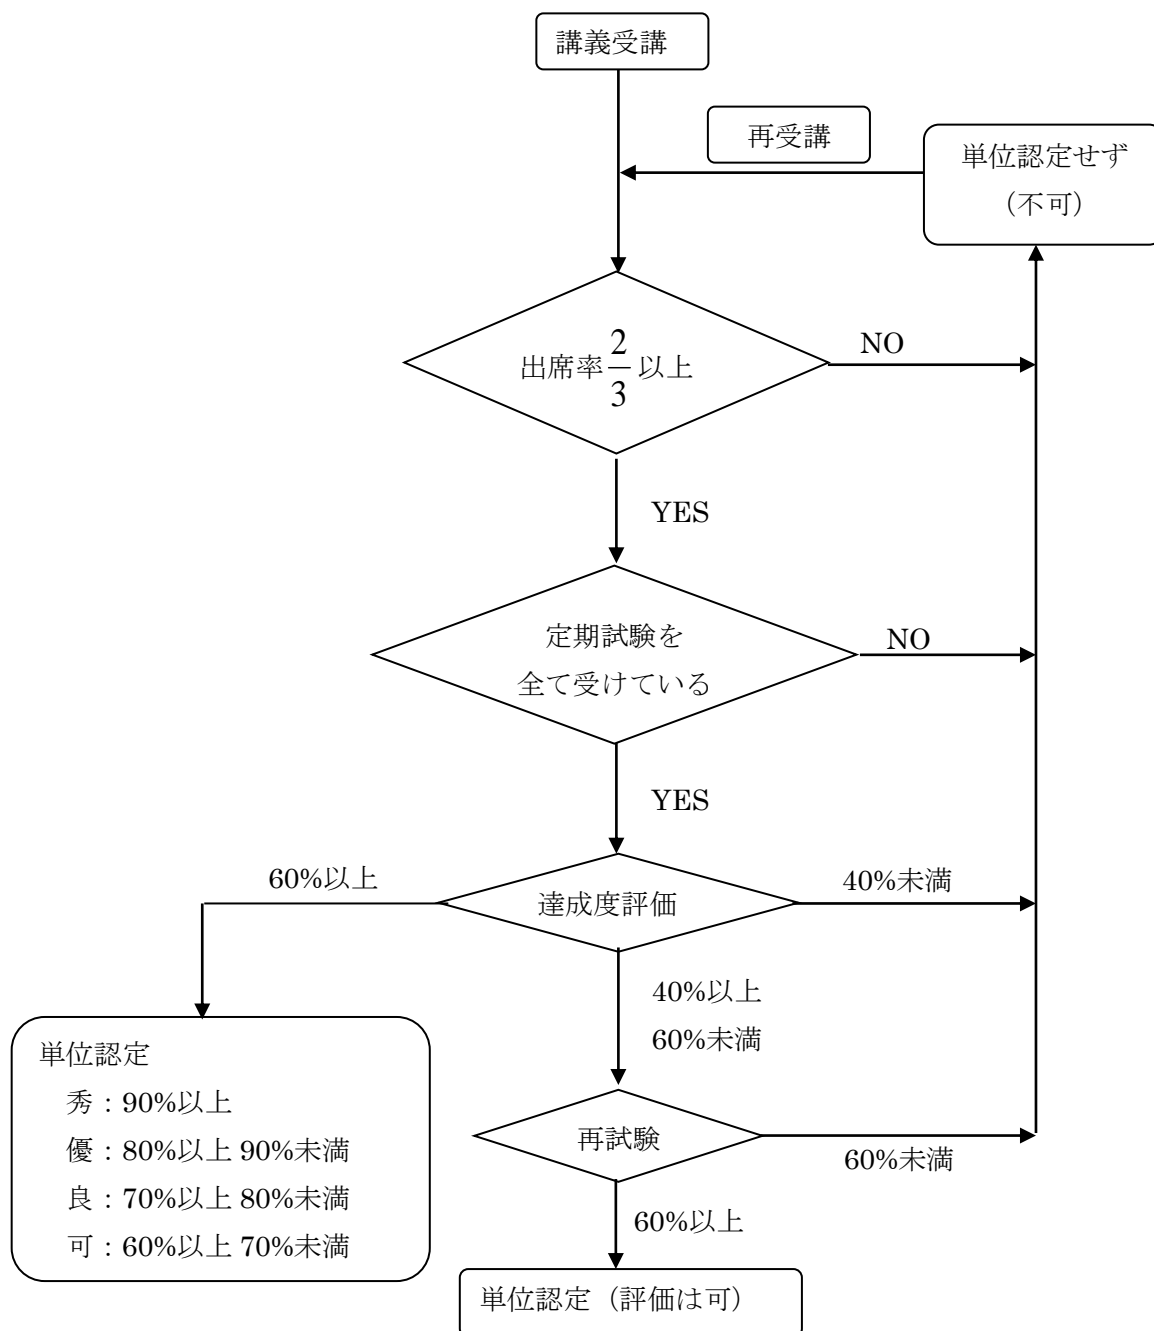 講義受講
再受講
単位認定せず
（不可）
出席率2/3以上
NO
YES
定期試験を
全て受けている
NO
YES
60%以上
達成度評価
40%未満
40%以上
60%未満
単位認定
秀：90%以上
優：80%以上 90%未満
良：70%以上 80%未満
可：60%以上 70%未満
再試験
60%未満
60%以上
単位認定（評価は可）